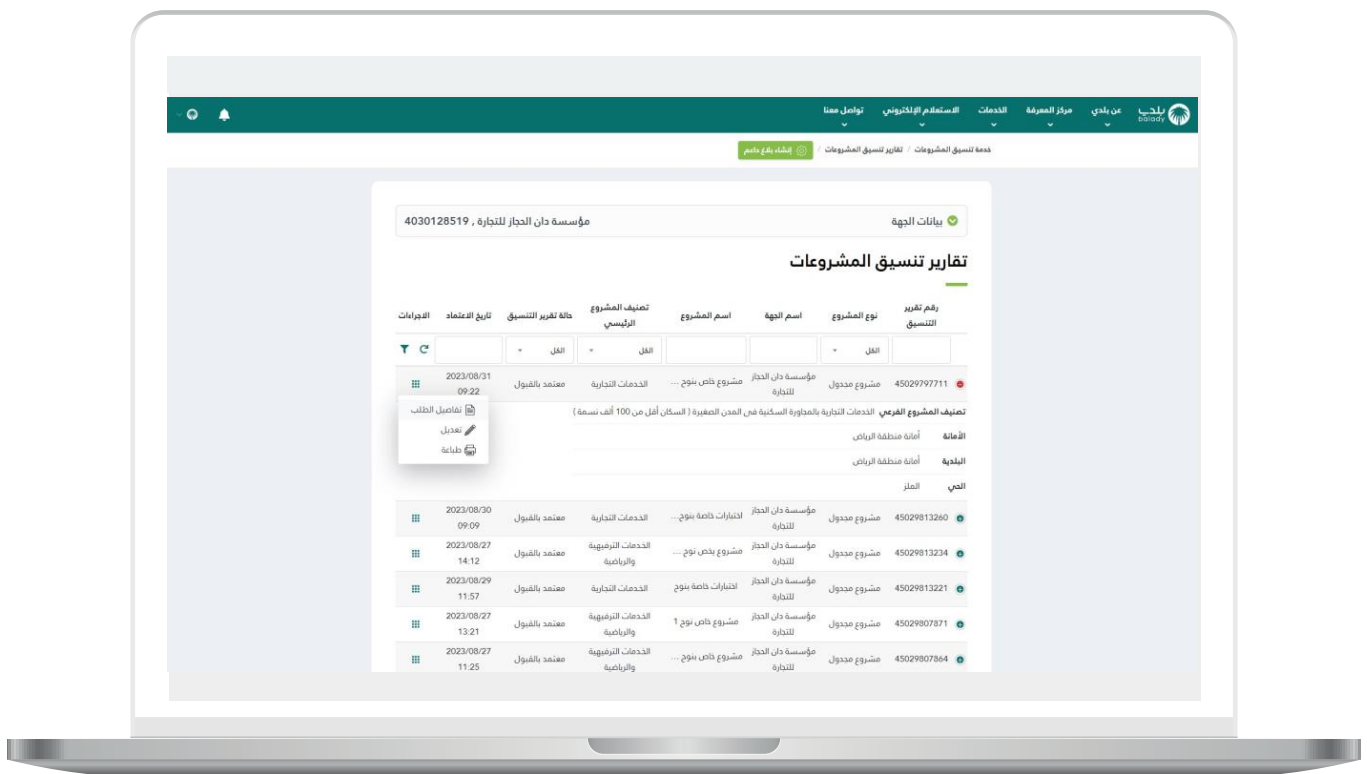 بلدي
balady
عن بلدي
مركز المعرفة
الخدمات
الاستعلام الإلكتروني
تواصل معنا
خدمة تنسيق المشروعات / تقارير تنسيق المشروعات / إنشاء بلاغ داعم
بيانات الجهة
مؤسسة دان الحجاز للتجارة , 4030128519
تقارير تنسيق المشروعات
رقم تقرير التنسيق
نوع المشروع
اسم الجهة
اسم المشروع
تصنيف المشروع الرئيسي
حالة تقرير التنسيق
تاريخ الاعتماد
الاجراءات
الكل
الكل
الكل
45029797711 مشروع مجدول مؤسسة دان الحجاز للتجارة مشروع خاص بنوح ... الخدمات التجارية معتمد بالقبول 2023/08/31 09:22
تفاصيل الطلب
تعديل
طباعة
تصنيف المشروع الفرعي الخدمات التجارية بالمجاورة السكنية في المدن الصغيرة ( السكان أقل من 100 ألف نسمة )
الأمانة أمانة منطقة الرياض
البلدية أمانة منطقة الرياض
الحي الملز
45029813260 مشروع مجدول مؤسسة دان الحجاز للتجارة اختبارات خاصة بنوح... الخدمات التجارية معتمد بالقبول 2023/08/30 09:09
45029813234 مشروع مجدول مؤسسة دان الحجاز للتجارة مشروع يخص نوح ... الخدمات الترفيهية والرياضية معتمد بالقبول 2023/08/27 14:12
45029813221 مشروع مجدول مؤسسة دان الحجاز للتجارة اختبارات خاصة بنوح الخدمات التجارية معتمد بالقبول 2023/08/29 11:57
45029807871 مشروع مجدول مؤسسة دان الحجاز للتجارة مشروع خاص نوح 1 الخدمات الترفيهية والرياضية معتمد بالقبول 2023/08/27 13:21
45029807864 مشروع مجدول مؤسسة دان الحجاز للتجارة مشروع خاص بنوح ... الخدمات الترفيهية والرياضية معتمد بالقبول 2023/08/27 11:25